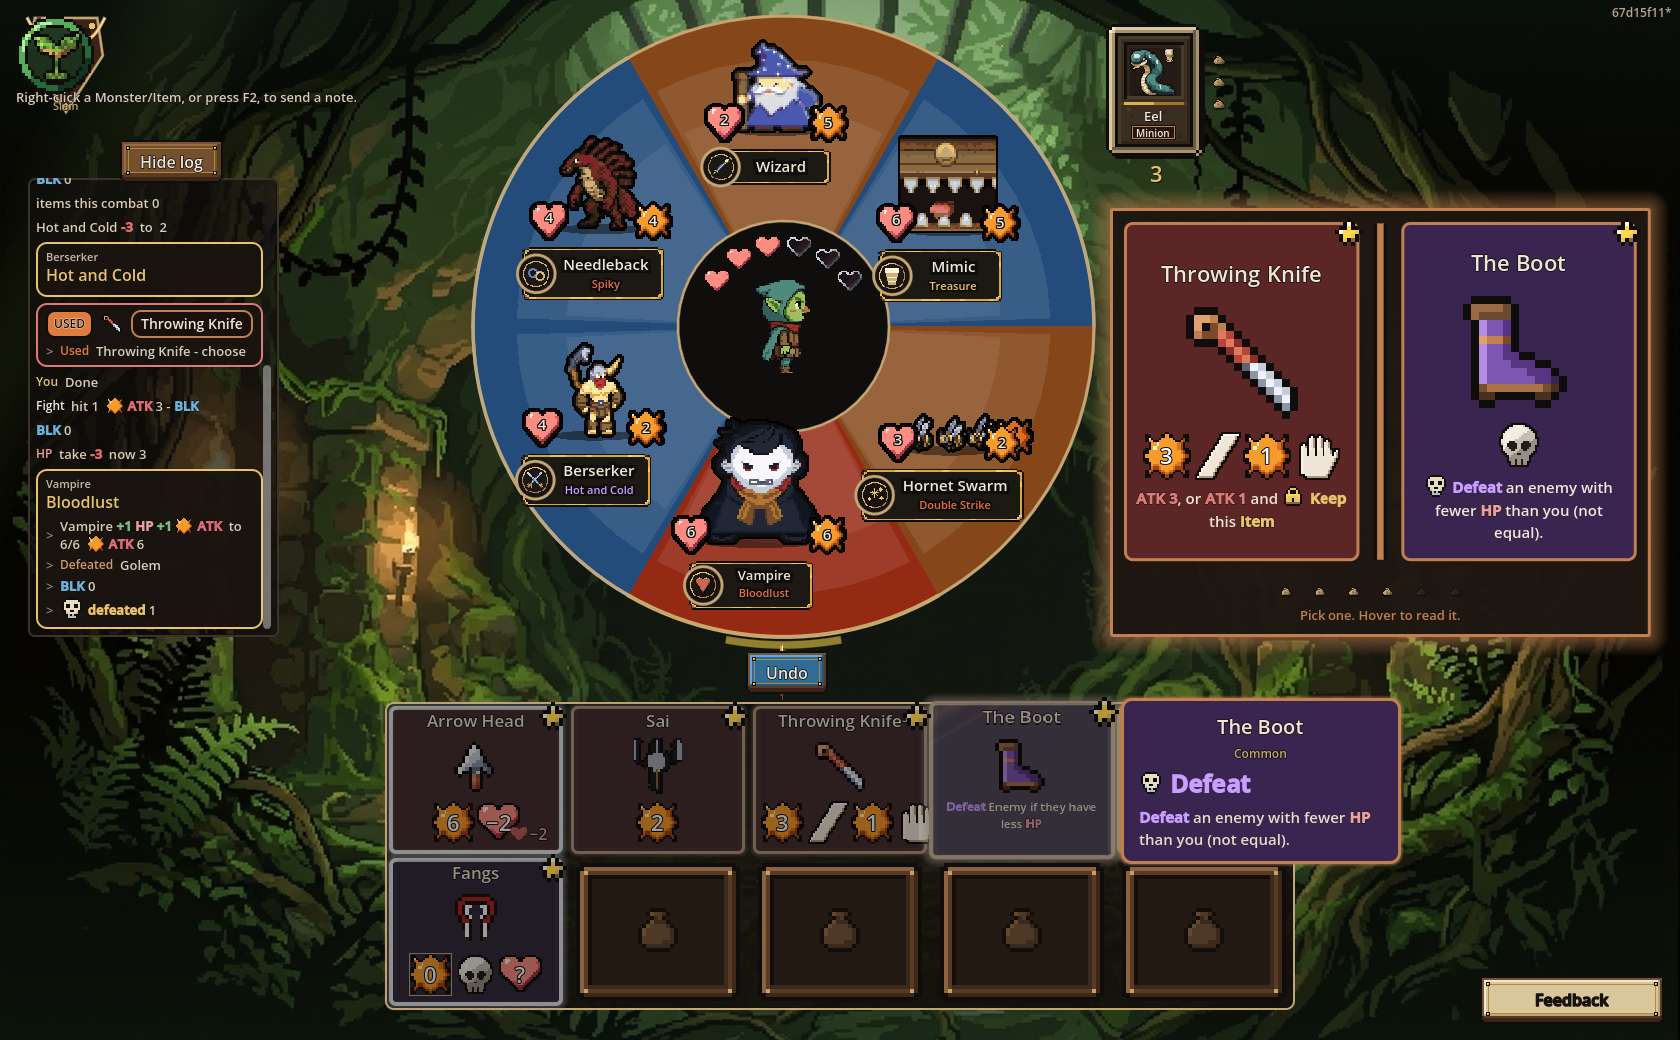 67d15f11*
Right-click a Monster/Item, or press F2, to send a note.
Hide log
BLK 0
items this combat 0
Hot and Cold -3 to 2
Berserker
Hot and Cold
USED Throwing Knife
> Used Throwing Knife - choose
You Done
Fight hit 1 ATK 3 - BLK
BLK 0
HP take -3 now 3
Vampire
Bloodlust
> Vampire +1 HP +1 ATK to
6/6 ATK 6
> Defeated Golem
> BLK 0
> defeated 1
2
5
Wizard
4
4
Needleback
Spiky
6
5
Mimic
Treasure
4
2
Berserker
Hot and Cold
3
2
Hornet Swarm
Double Strike
6
6
Vampire
Bloodlust
Undo
Eel
Minion
3
Throwing Knife
3
1
ATK 3, or ATK 1 and Keep
this Item
The Boot
Defeat an enemy with
fewer HP than you (not
equal).
Pick one. Hover to read it.
Arrow Head
6
-2
-2
Sai
2
Throwing Knife
3
1
The Boot
Defeat Enemy if they have
less HP
The Boot
Common
Defeat
Defeat an enemy with fewer HP
than you (not equal).
Fangs
0
?
Feedback